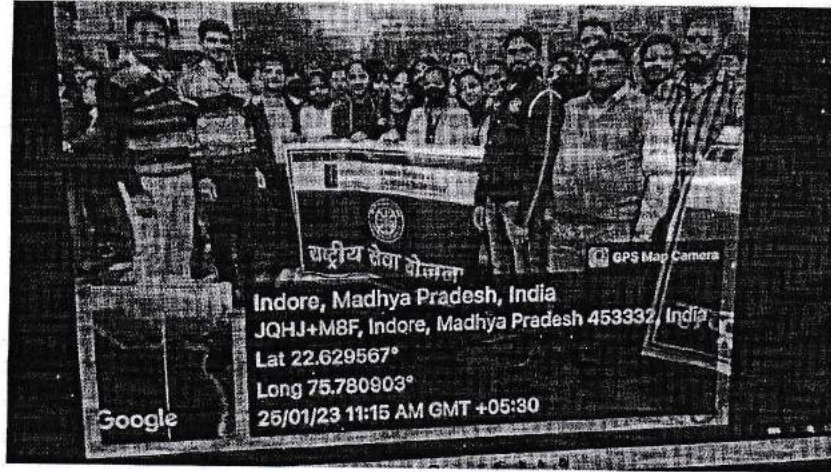 राष्ट्रीय सेवा योजना
GPS Map Camera
Indore, Madhya Pradesh, India
JQHJ+M8F, Indore, Madhya Pradesh 453332, India
Lat 22.629567°
Long 75.780903°
25/01/23 11:15 AM GMT +05:30
Google